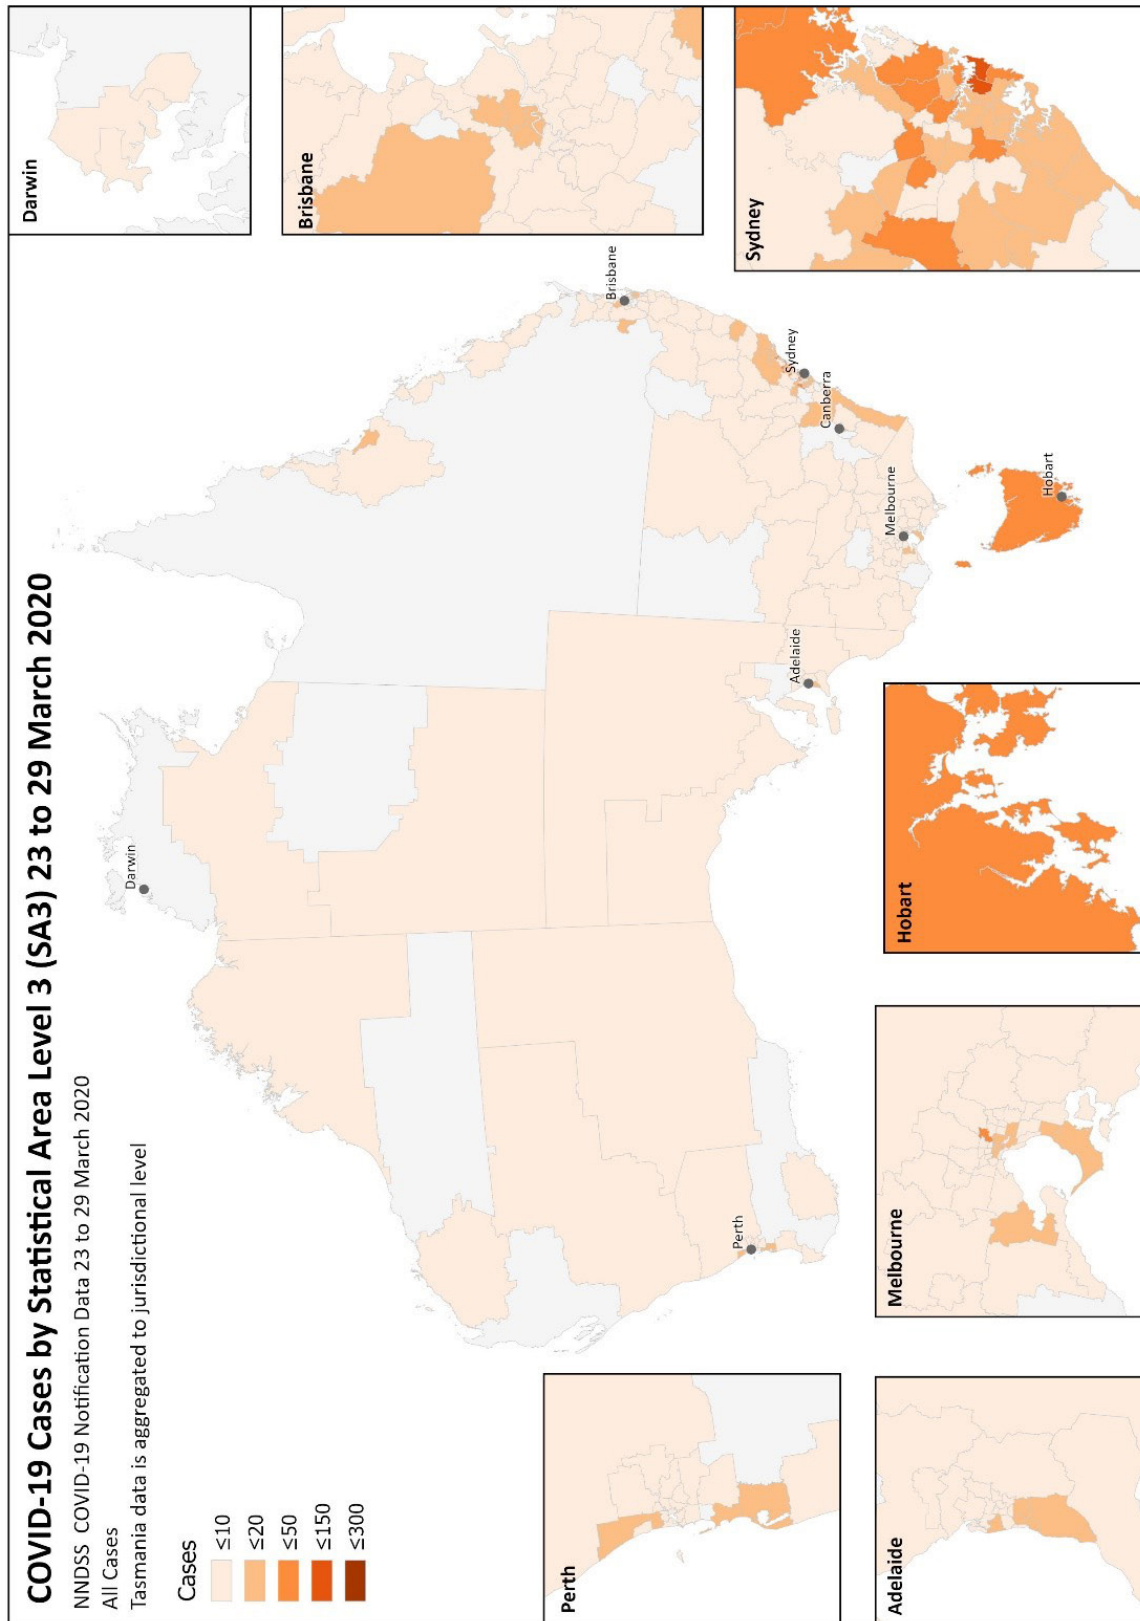 COVID-19 Cases by Statistical Area Level 3 (SA3) 23 to 29 March 2020
NNDSS COVID-19 Notification Data 23 to 29 March 2020
All Cases
Tasmania data is aggregated to jurisdictional level
Cases
≤10
≤20
≤50
≤150
≤300
Darwin
Brisbane
Sydney
Canberra
Melbourne
Hobart
Adelaide
Perth
Perth
Adelaide
Melbourne
Hobart
Darwin
Brisbane
Sydney